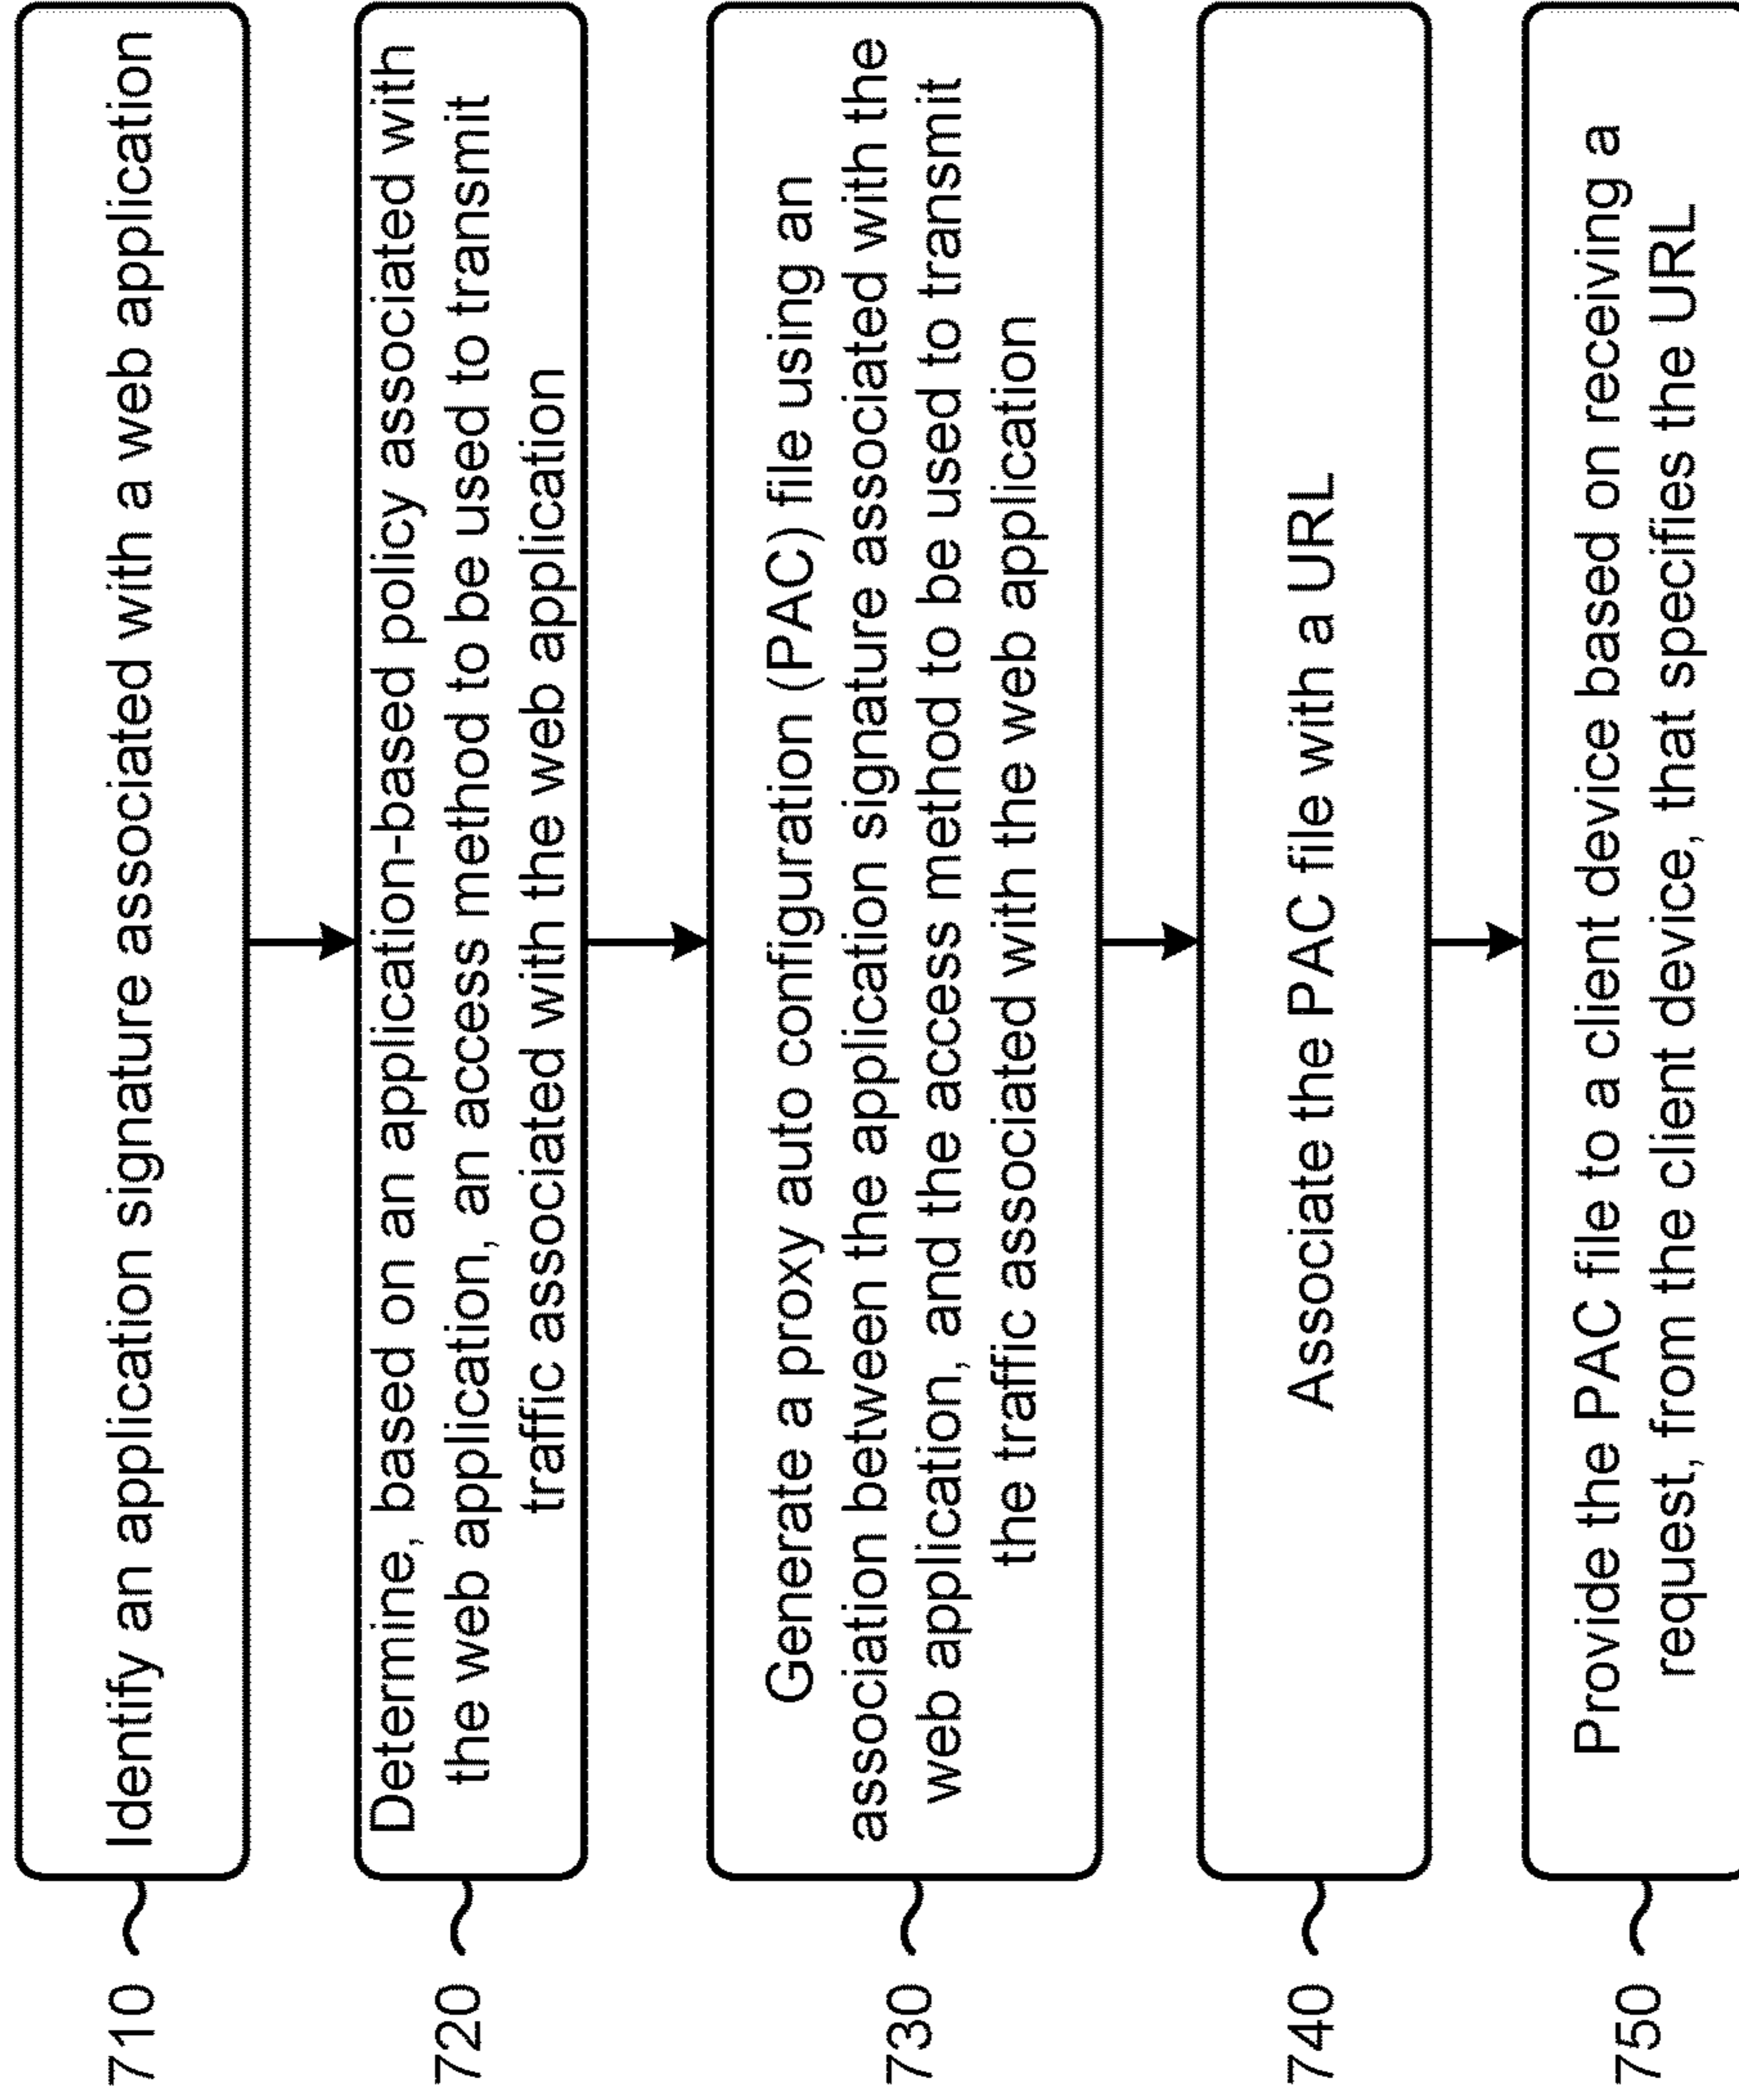 710
Identify an application signature associated with a web application
720
Determine, based on an application-based policy associated with
the web application, an access method to be used to transmit
traffic associated with the web application
730
Generate a proxy auto configuration (PAC) file using an
association between the application signature associated with the
web application, and the access method to be used to transmit
the traffic associated with the web application
740
Associate the PAC file with a URL
750
Provide the PAC file to a client device based on receiving a
request, from the client device, that specifies the URL